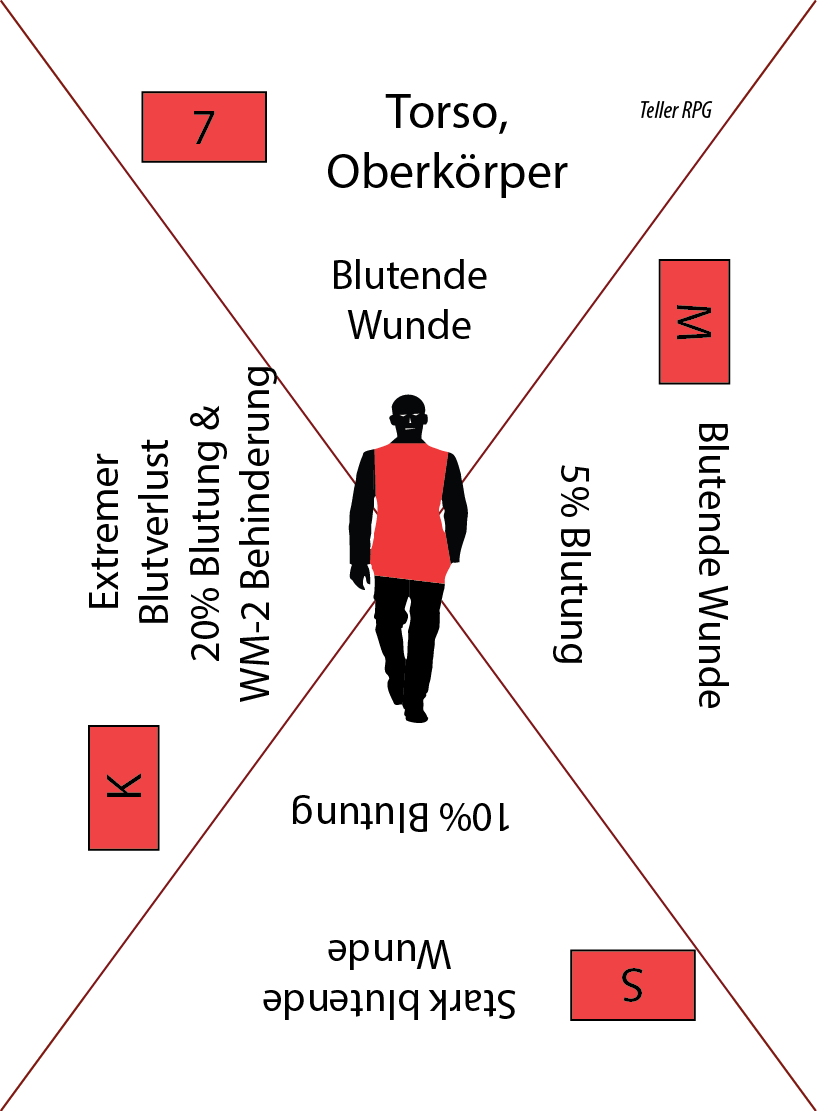 7
Torso,
Oberkörper
Teller RPG
Blutende
Wunde
M
Blutende Wunde
5% Blutung
S
Stark blutende
Wunde
10% Blutung
K
Extremer
Blutverlust
20% Blutung &
WM-2 Behinderung